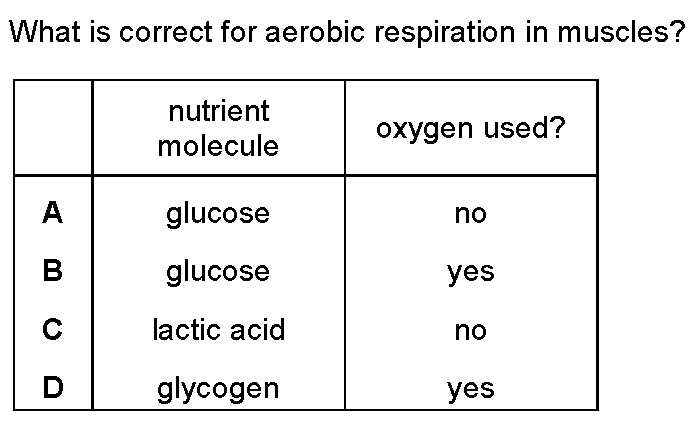 What is correct for aerobic respiration in muscles?
nutrient
molecule
oxygen used?
A glucose no
B glucose yes
C lactic acid no
D glycogen yes